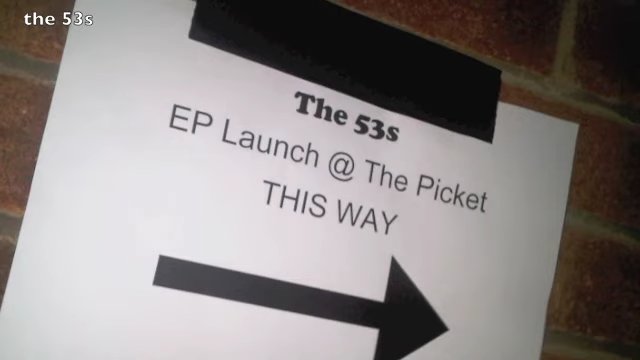 the 53s
The 53s
EP Launch @ The Picket
THIS WAY